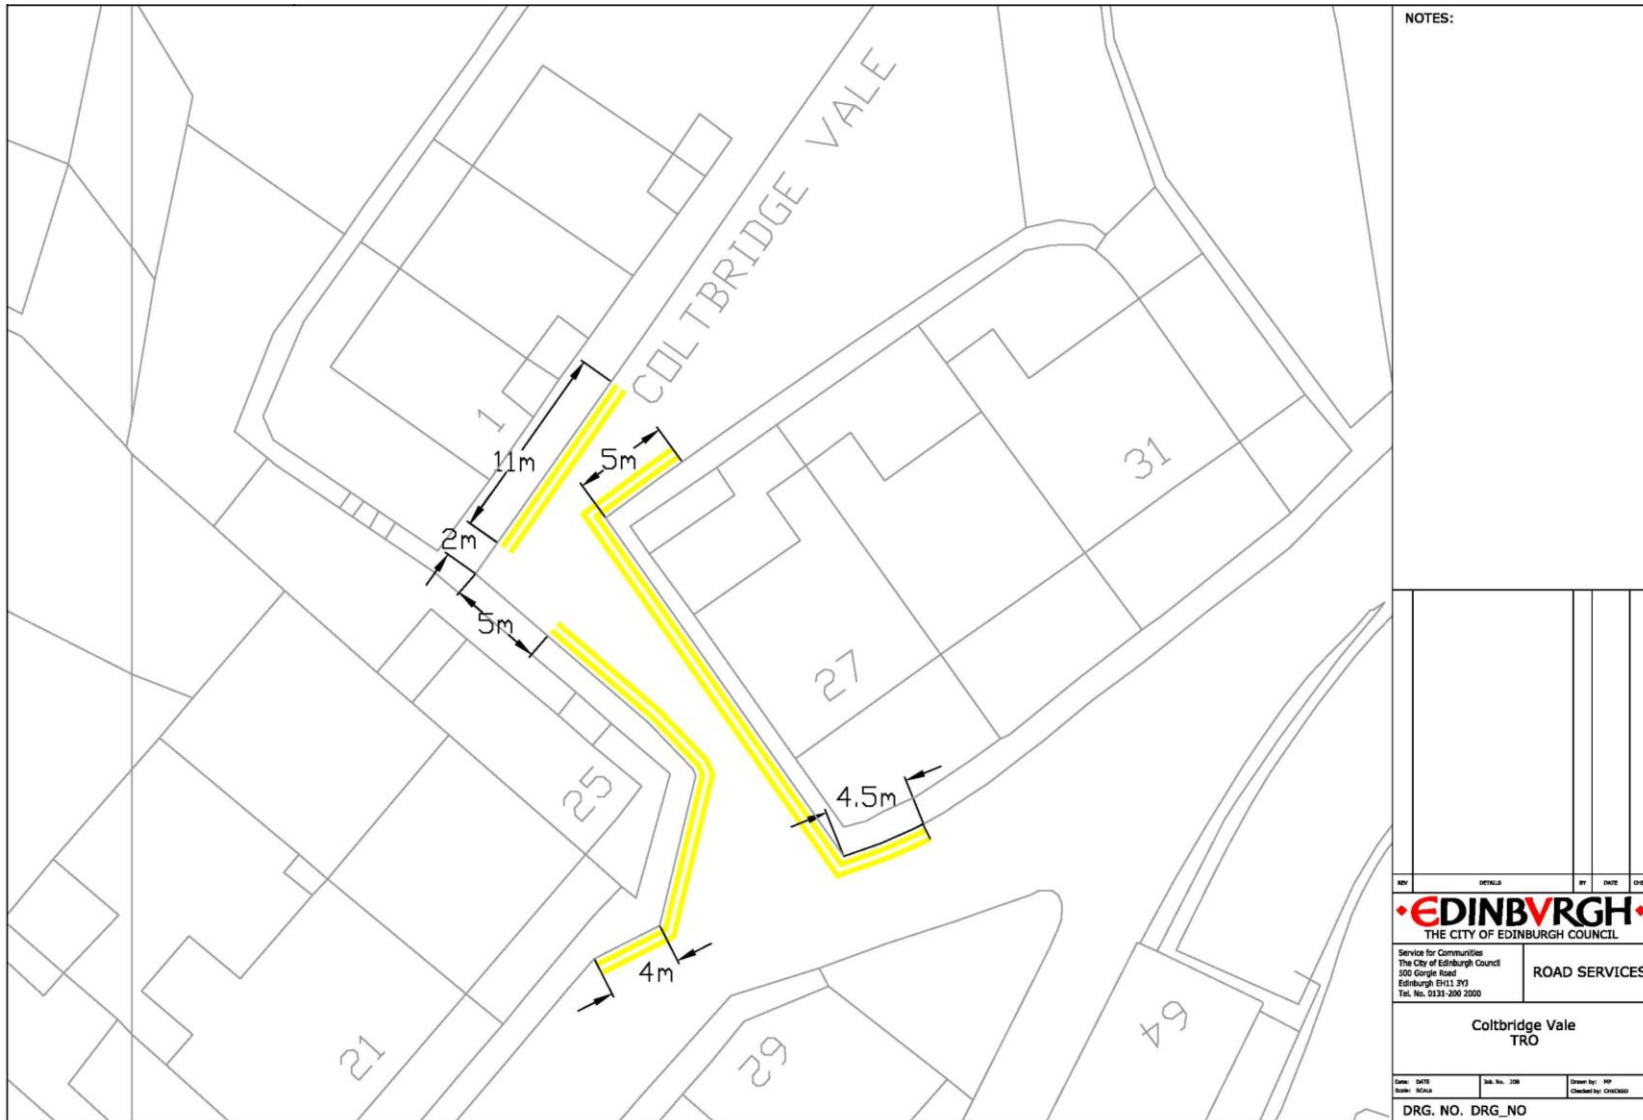 COLTBRIDGE VALE
1
11m
5m
2m
5m
31
27
4.5m
25
4m
21
62
64
NOTES:
REV DETAILS BY DATE
EDINBVRGH
THE CITY OF EDINBURGH COUNCIL
Service for Communities
The City of Edinburgh Council
500 Gorgie Road
Edinburgh EH11 3YJ
Tel. No. 0131-200 2000
ROAD SERVICES
Coltbridge Vale
TRO
Date: DATE
Scale: SCALE
Job. No. JOB
Drawn by: MP
Checked by: CHECKED
DRG. NO. DRG_NO